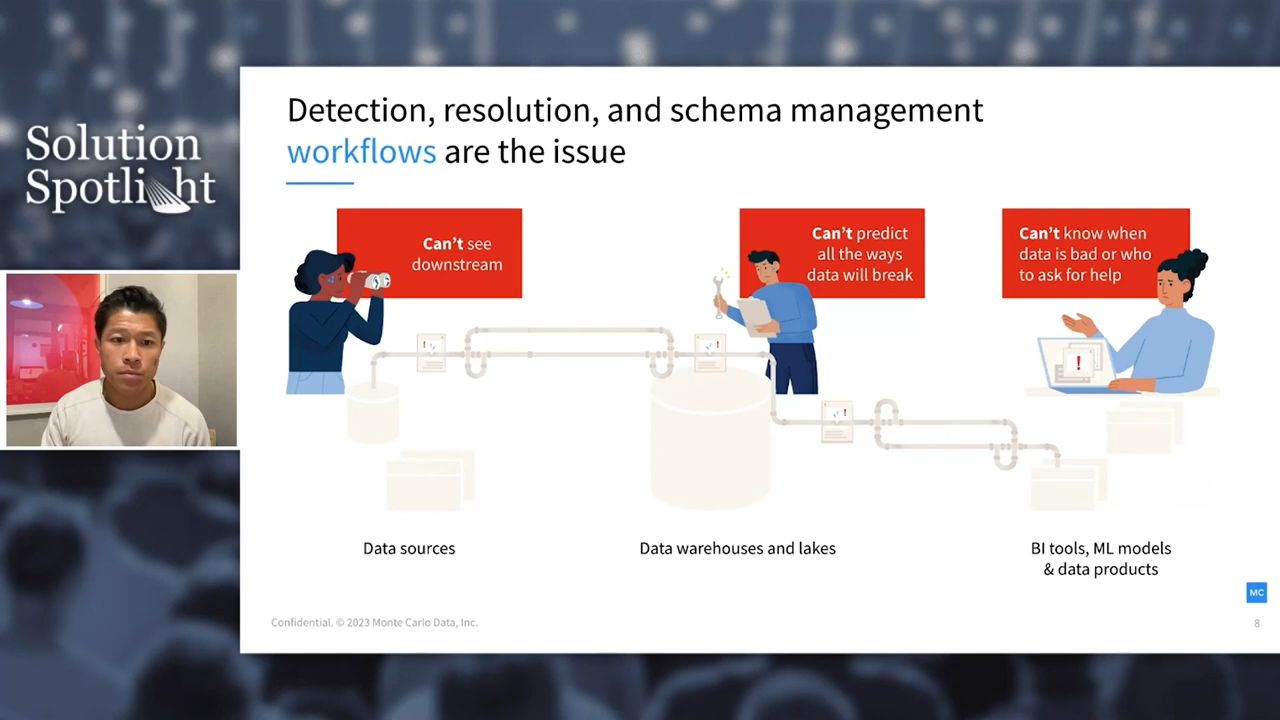 Solution
Spotlight
Detection, resolution, and schema management
workflows are the issue
Can't see
downstream
Can't predict
all the ways
data will break
Can't know when
data is bad or who
to ask for help
Data sources
Data warehouses and lakes
BI tools, ML models
& data products
MC
Confidential. © 2023 Monte Carlo Data, Inc.
8